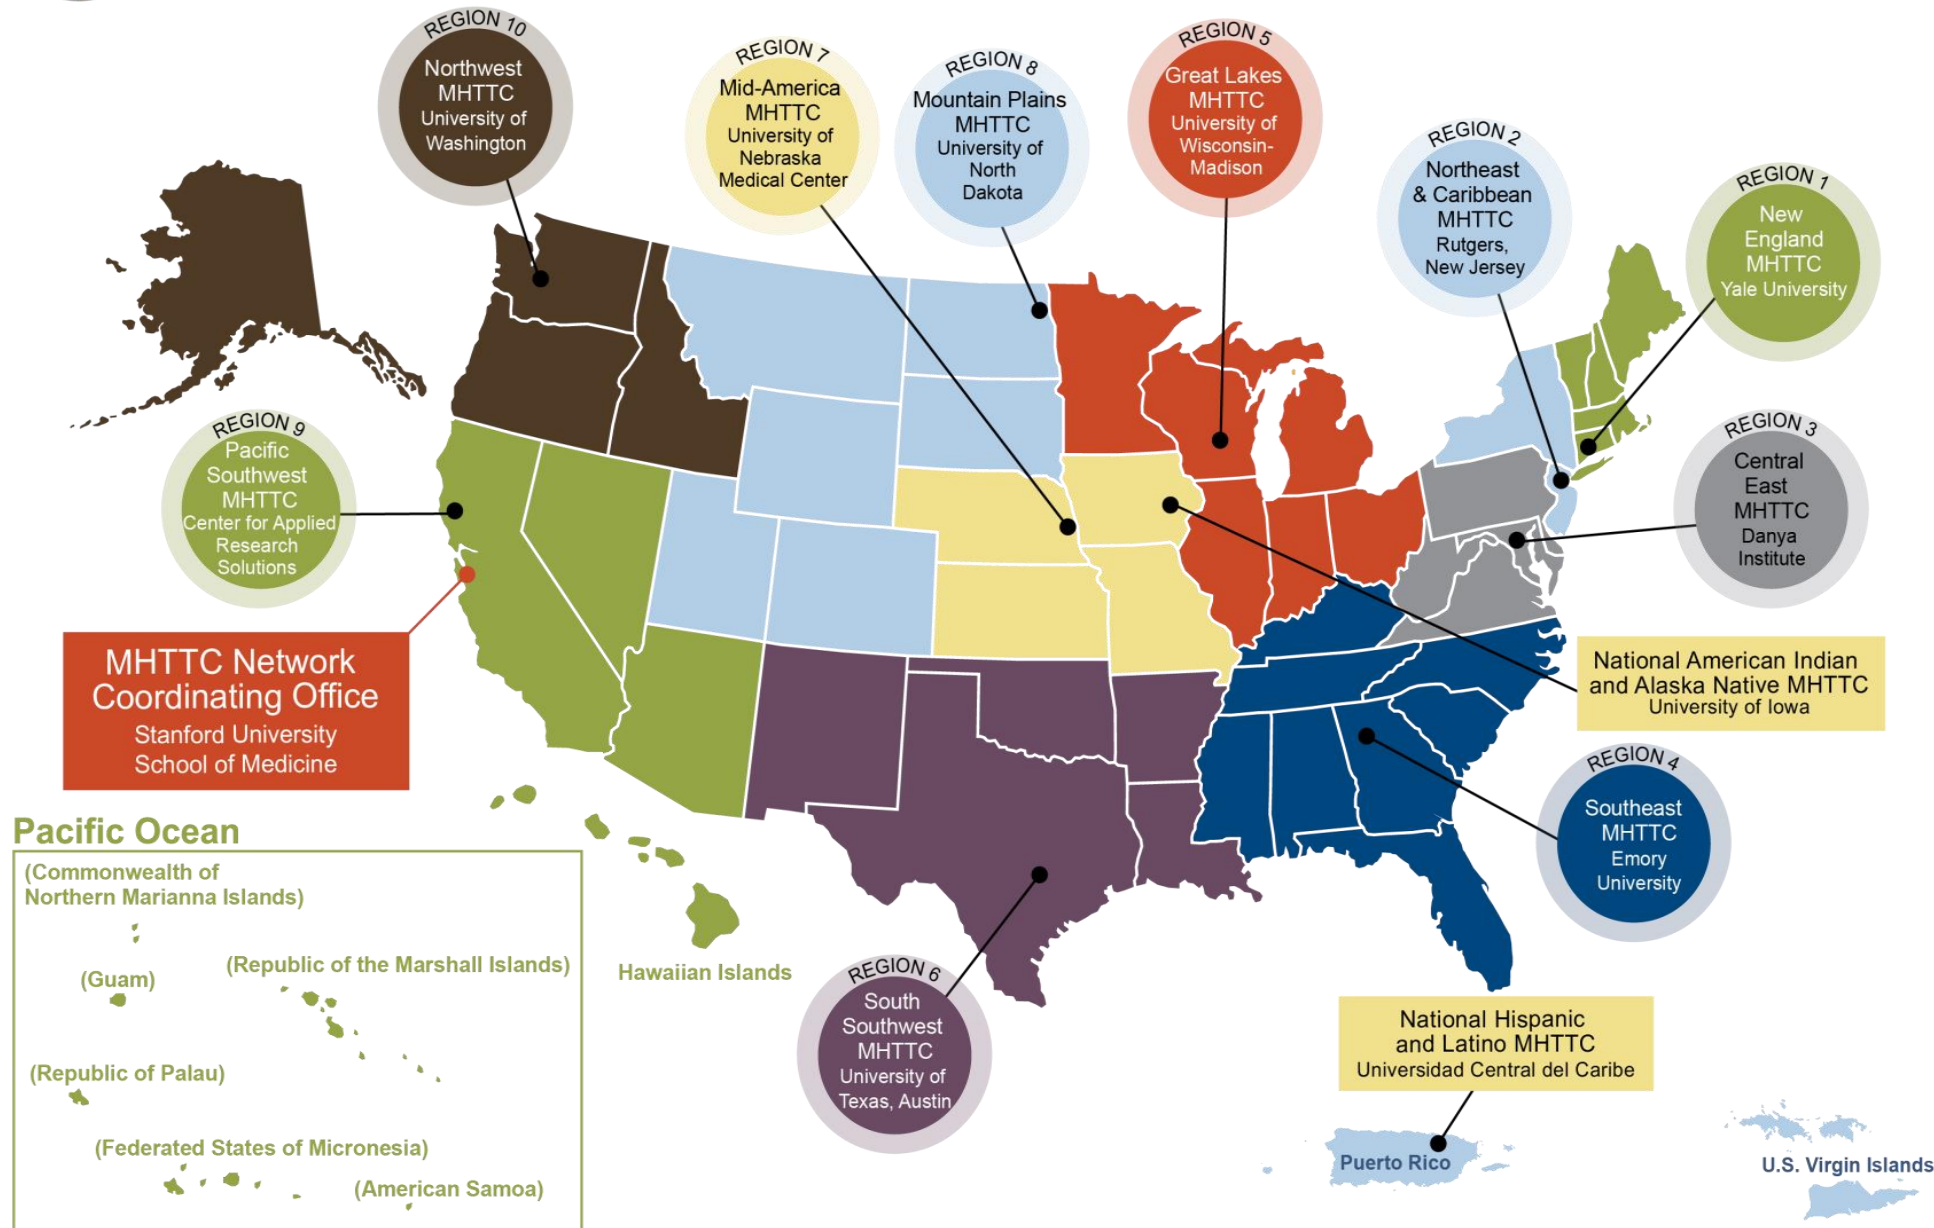 REGION 10
Northwest
MHTTC
University of
Washington
REGION 7
Mid-America
MHTTC
University of
Nebraska
Medical Center
REGION 8
Mountain Plains
MHTTC
University of
North
Dakota
REGION 5
Great Lakes
MHTTC
University of
Wisconsin-
Madison
REGION 2
Northeast
& Caribbean
MHTTC
Rutgers,
New Jersey
REGION 1
New
England
MHTTC
Yale University
REGION 9
Pacific
Southwest
MHTTC
Center for Applied
Research
Solutions
REGION 3
Central
East
MHTTC
Danya
Institute
MHTTC Network
Coordinating Office
Stanford University
School of Medicine
National American Indian
and Alaska Native MHTTC
University of Iowa
REGION 4
Southeast
MHTTC
Emory
University
Pacific Ocean
(Commonwealth of
Northern Marianna Islands)
(Guam)
(Republic of the Marshall Islands)
(Republic of Palau)
(Federated States of Micronesia)
(American Samoa)
Hawaiian Islands
REGION 6
South
Southwest
MHTTC
University of
Texas, Austin
National Hispanic
and Latino MHTTC
Universidad Central del Caribe
Puerto Rico
U.S. Virgin Islands